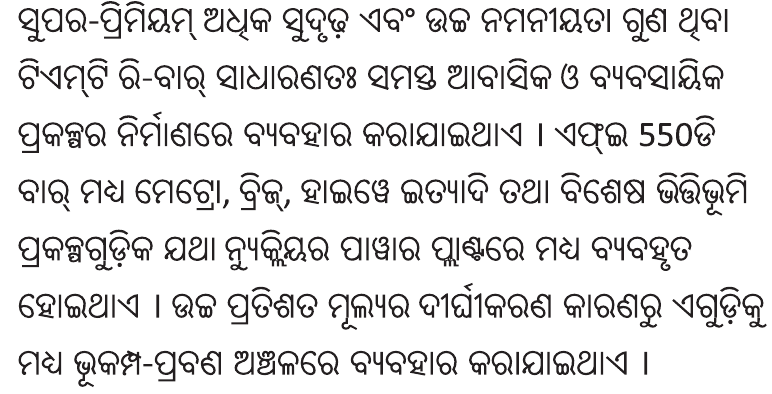 ସୁପର-ପ୍ରିମିୟମ୍ ଅଧିକ ସୁଦୃଢ଼ ଏବଂ ଉଚ୍ଚ ନମନୀୟତା ଗୁଣ ଥିବା
ଟିଏମ୍‌ଟି ରି-ବାର୍ ସାଧାରଣତଃ ସମସ୍ତ ଆବାସିକ ଓ ବ୍ୟବସାୟିକ
ପ୍ରକଳ୍ପର ନିର୍ମାଣରେ ବ୍ୟବହାର କରାଯାଇଥାଏ । ଏଫ୍‌ଇ 550ଡି
ବାର୍ ମଧ୍ୟ ମେଟ୍ରୋ, ବ୍ରିଜ୍, ହାଇୱେ ଇତ୍ୟାଦି ତଥା ବିଶେଷ ଭିତ୍ତିଭୂମି
ପ୍ରକଳ୍ପଗୁଡ଼ିକ ଯଥା ନ୍ୟୁକ୍ଲିୟର ପାୱାର ପ୍ଲାଣ୍ଟରେ ମଧ୍ୟ ବ୍ୟବହୃତ
ହୋଇଥାଏ । ଉଚ୍ଚ ପ୍ରତିଶତ ମୂଲ୍ୟର ଦୀର୍ଘୀକରଣ କାରଣରୁ ଏଗୁଡ଼ିକୁ
ମଧ୍ୟ ଭୂକମ୍ପ-ପ୍ରବଣ ଅଞ୍ଚଳରେ ବ୍ୟବହାର କରାଯାଇଥାଏ ।